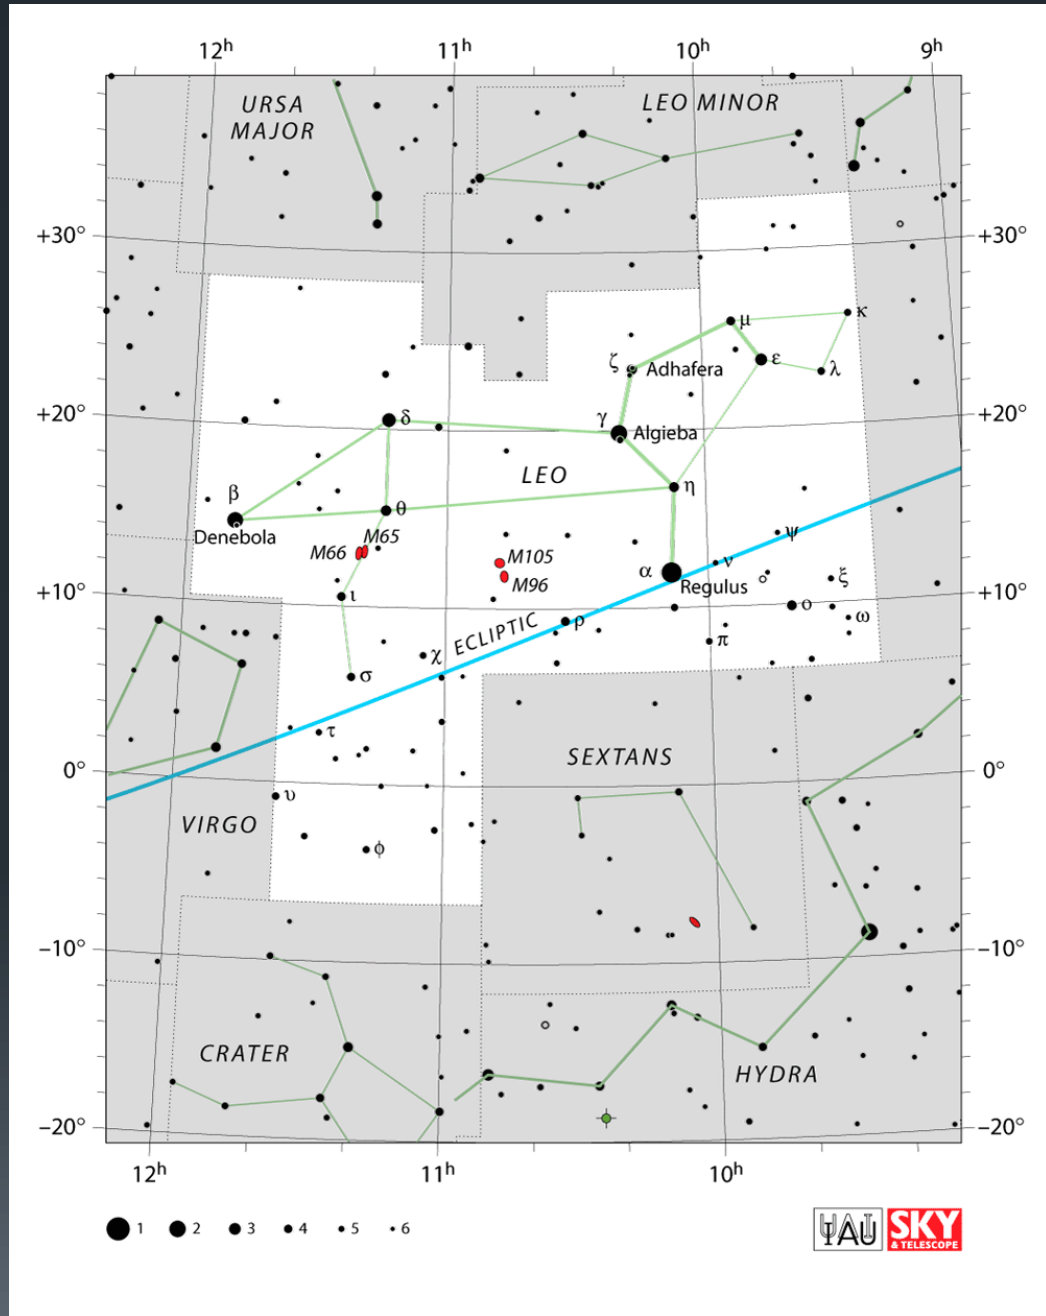 12h 11h 10h 9h
URSA
MAJOR
LEO MINOR
+30° +30°
μ κ
ζ Adhafera ε λ
+20° +20°
γ Algieba
δ
LEO
β η
θ
Denebola
M66 M65
ψ
M105
M96
α ν
Regulus ξ
+10° +10°
ι ο ω
ρ
ECLIPTIC
χ π
σ
τ
SEXTANS
0° 0°
υ
VIRGO
ϕ
−10° −10°
CRATER
HYDRA
−20° −20°
12h 11h 10h
1 2 3 4 5 6
IAU
SKY
& TELESCOPE